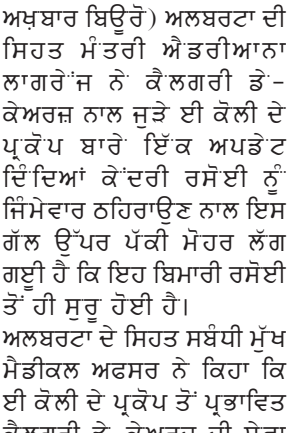 ਅਖ਼ਬਾਰ ਬਿਊਰੋ) ਅਲਬਰਟਾ ਦੀ
ਸਿਹਤ ਮੰਤਰੀ ਐਡਰੀਆਨਾ
ਲਾਗਰੇਂਜ ਨੇ ਕੈਲਗਰੀ ਡੇ-
ਕੇਅਰਜ਼ ਨਾਲ ਜੁੜੇ ਈ ਕੋਲੀ ਦੇ
ਪ੍ਰਕੋਪ ਬਾਰੇ ਇੱਕ ਅਪਡੇਟ
ਦਿੰਦਿਆਂ ਕੇਂਦਰੀ ਰਸੋਈ ਨੂੰ
ਜਿੰਮੇਵਾਰ ਠਹਿਰਾਉਣ ਨਾਲ ਇਸ
ਗੱਲ ਉੱਪਰ ਪੱਕੀ ਮੋਹਰ ਲੱਗ
ਗਈ ਹੈ ਕਿ ਇਹ ਬਿਮਾਰੀ ਰਸੋਈ
ਤੋਂ ਹੀ ਸੁਰੂ ਹੋਈ ਹੈ।
ਅਲਬਰਟਾ ਦੇ ਸਿਹਤ ਸਬੰਧੀ ਮੁੱਖ
ਮੈਡੀਕਲ ਅਫਸਰ ਨੇ ਕਿਹਾ ਕਿ
ਈ ਕੋਲੀ ਦੇ ਪ੍ਰਕੋਪ ਤੋਂ ਪ੍ਰਭਾਵਿਤ